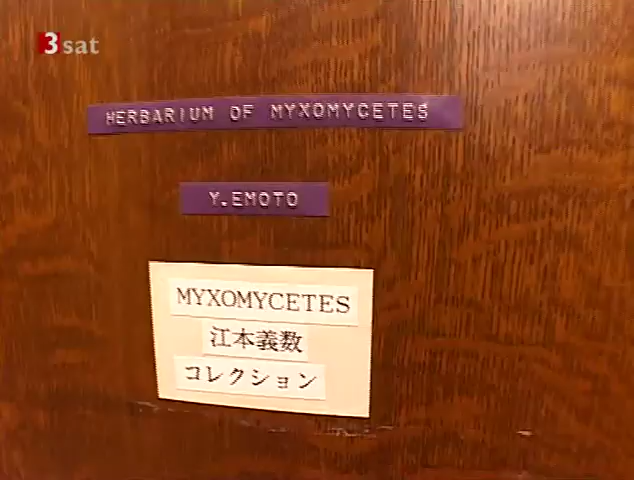 3sat
HERBARIUM OF MYXOMYCETES
Y.EMOTO
MYXOMYCETES
江本義数
コレクション